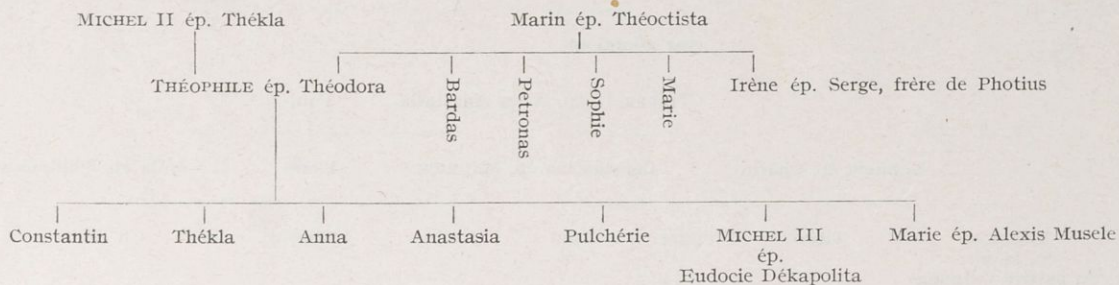 MICHEL II ép. Thékla
Marin ép. Théoctista
THÉOPHILE ép. Théodora
Bardas
Petronas
Sophie
Marie
Irène ép. Serge, frère de Photius
Constantin
Thékla
Anna
Anastasia
Pulchérie
MICHEL III
ép.
Eudocie Dékapolita
Marie ép. Alexis Musele